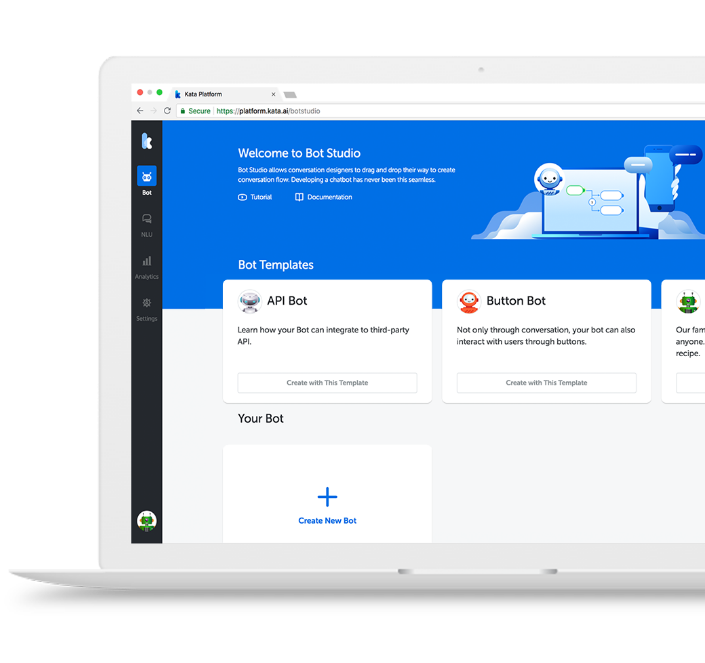 Kata Platform
Secure
https://platform.kata.ai/botstudio
Bot
NLU
Analytics
Settings
Welcome to Bot Studio
Bot Studio allows conversation designers to drag and drop their way to create
conversation flow. Developing a chatbot has never been this seamless.
Tutorial
Documentation
Bot Templates
API Bot
Learn how your Bot can integrate to third-party
API.
Create with This Template
Button Bot
Not only through conversation, your bot can also
interact with users through buttons.
Create with This Template
Our fam
anyone.
recipe.
Your Bot
Create New Bot